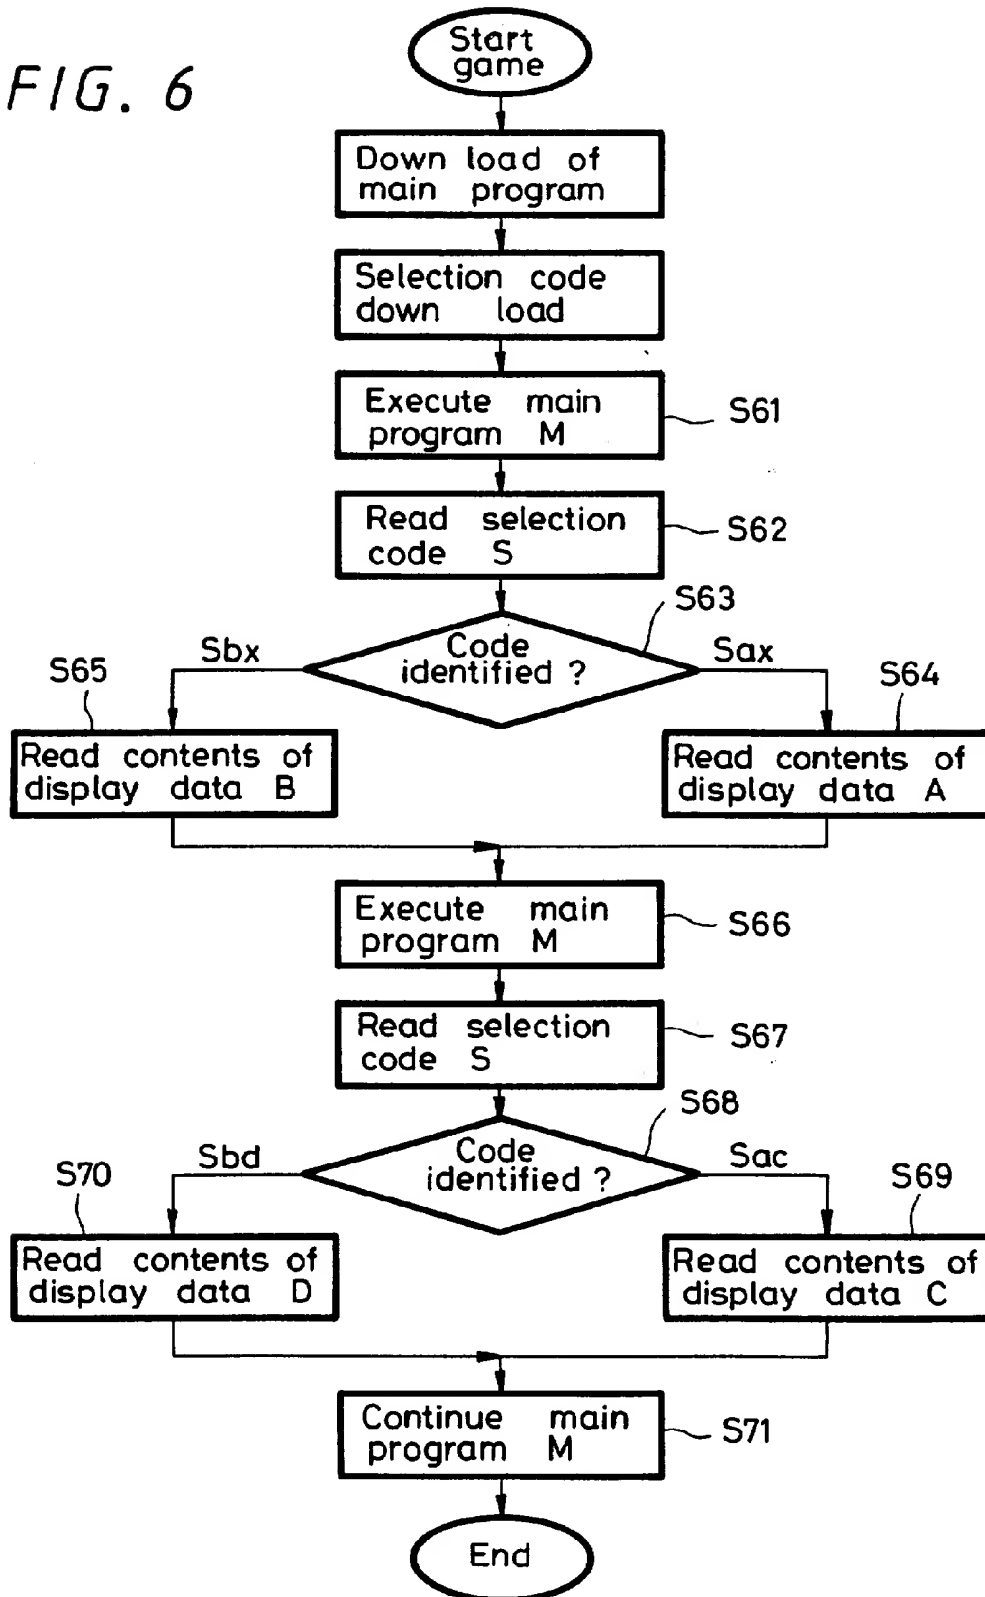 FIG. 6
Start
game
Down load of
main program
Selection code
down load
Execute main
program M
S61
Read selection
code S
S62
Code
identified ?
S63
Sbx
Sax
S65
S64
Read contents of
display data B
Read contents of
display data A
Execute main
program M
S66
Read selection
code S
S67
Code
identified ?
S68
Sbd
Sac
S70
S69
Read contents of
display data D
Read contents of
display data C
Continue main
program M
S71
End